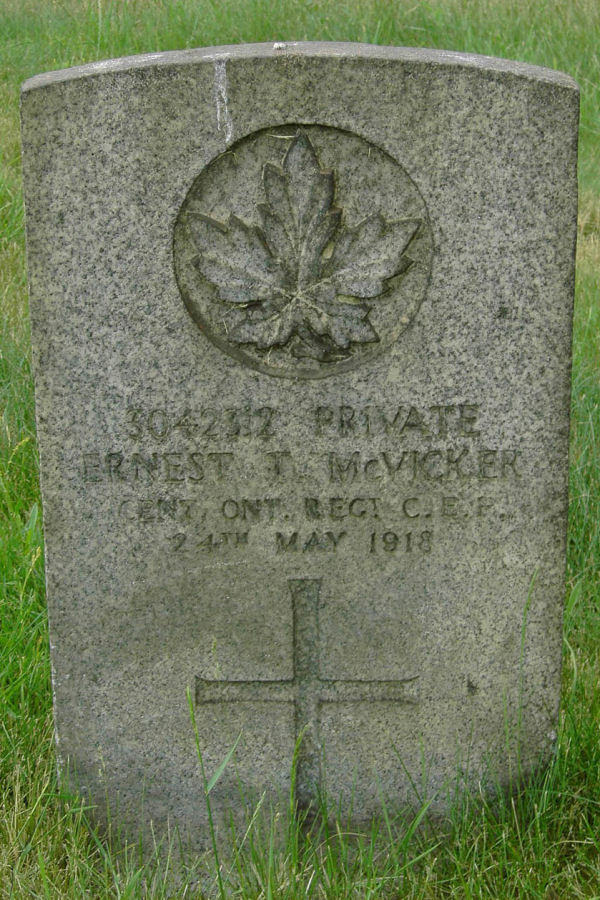 3042312 PRIVATE
ERNEST T. McVICKER
CENT. ONT. REGT. C.E.F.
24TH MAY 1918